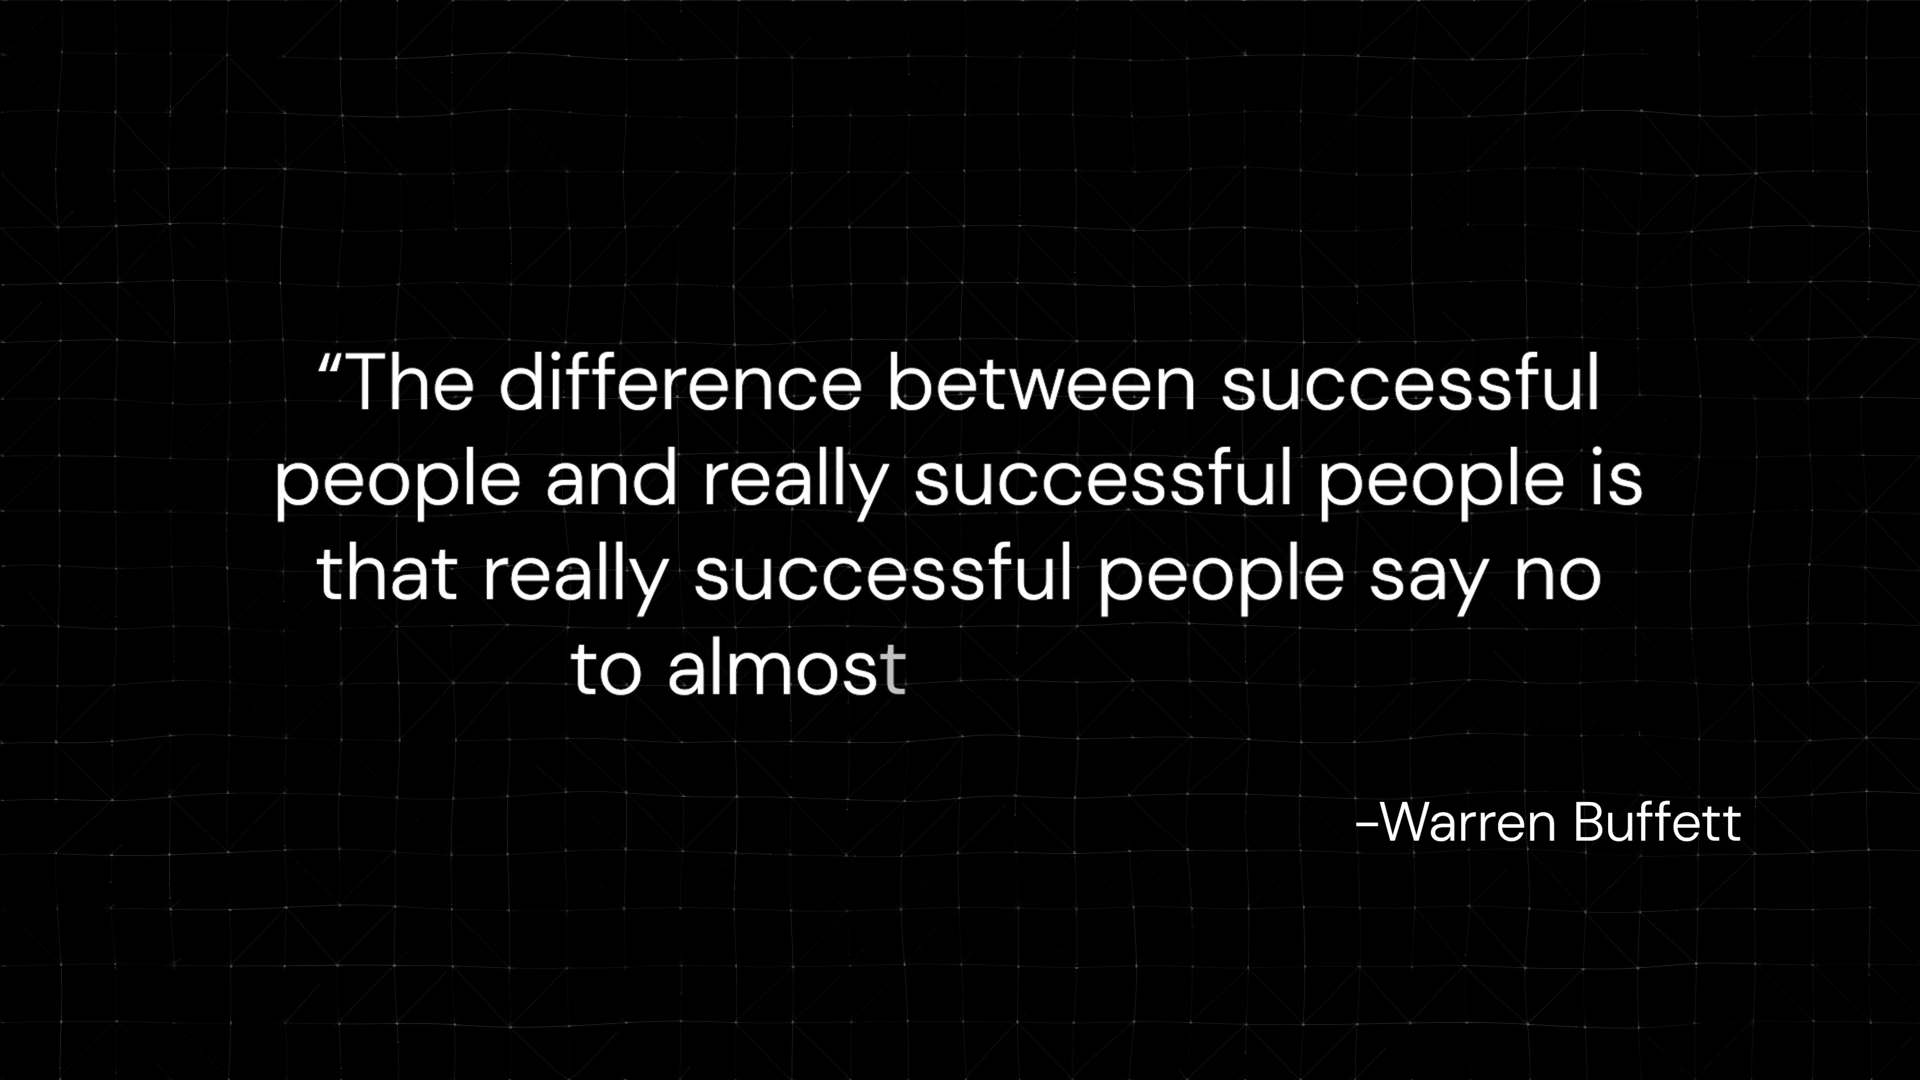 “The difference between successful
people and really successful people is
that really successful people say no
to almost
–Warren Buffett